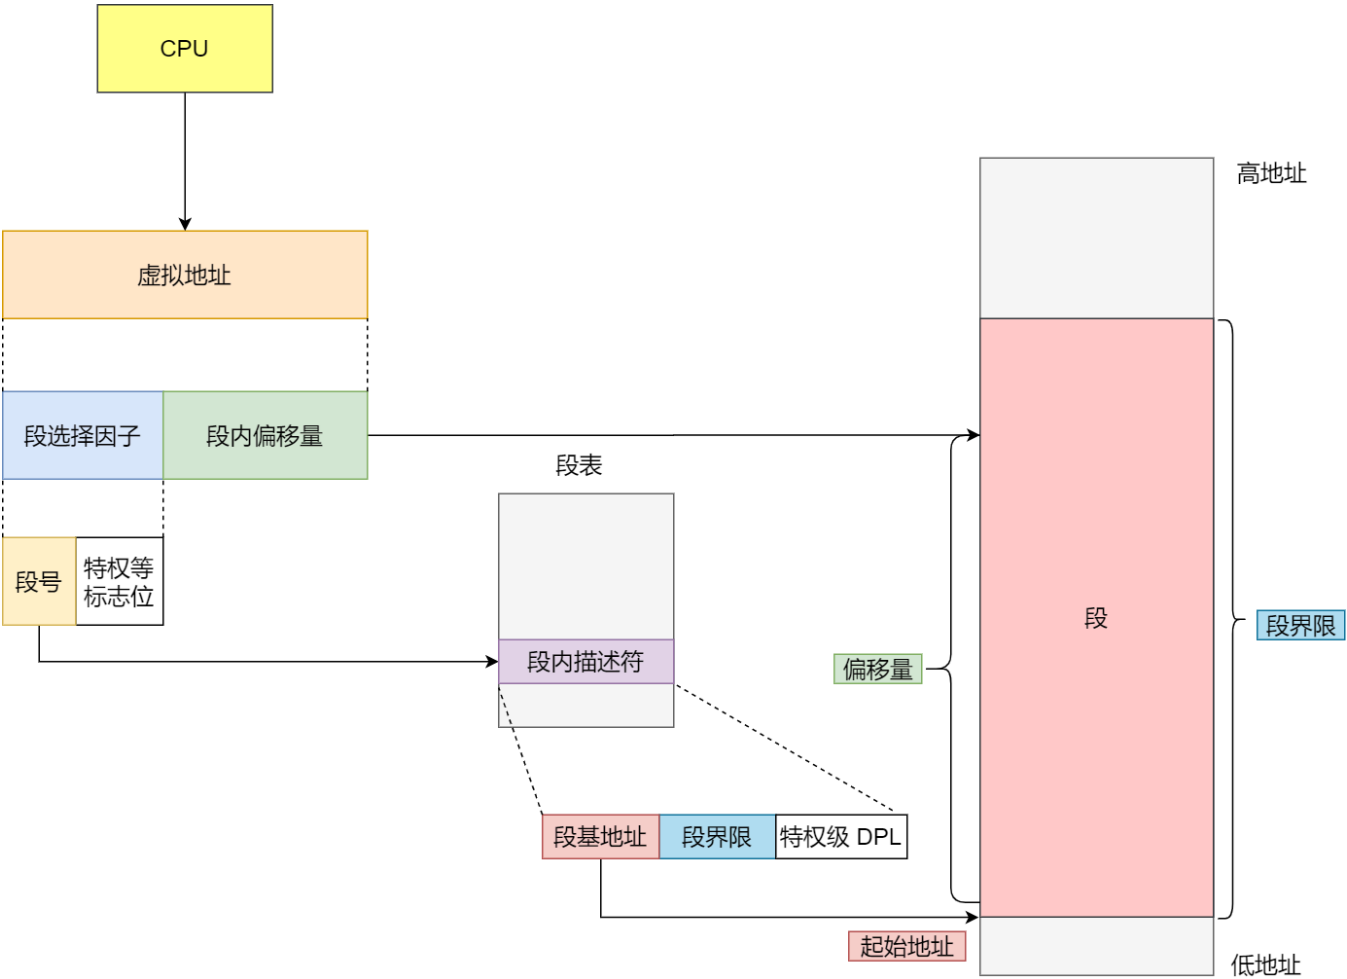 CPU
高地址
虚拟地址
段选择因子
段内偏移量
段表
段号
特权等
标志位
段内描述符
段
段界限
偏移量
段基地址
段界限
特权级 DPL
起始地址
低地址